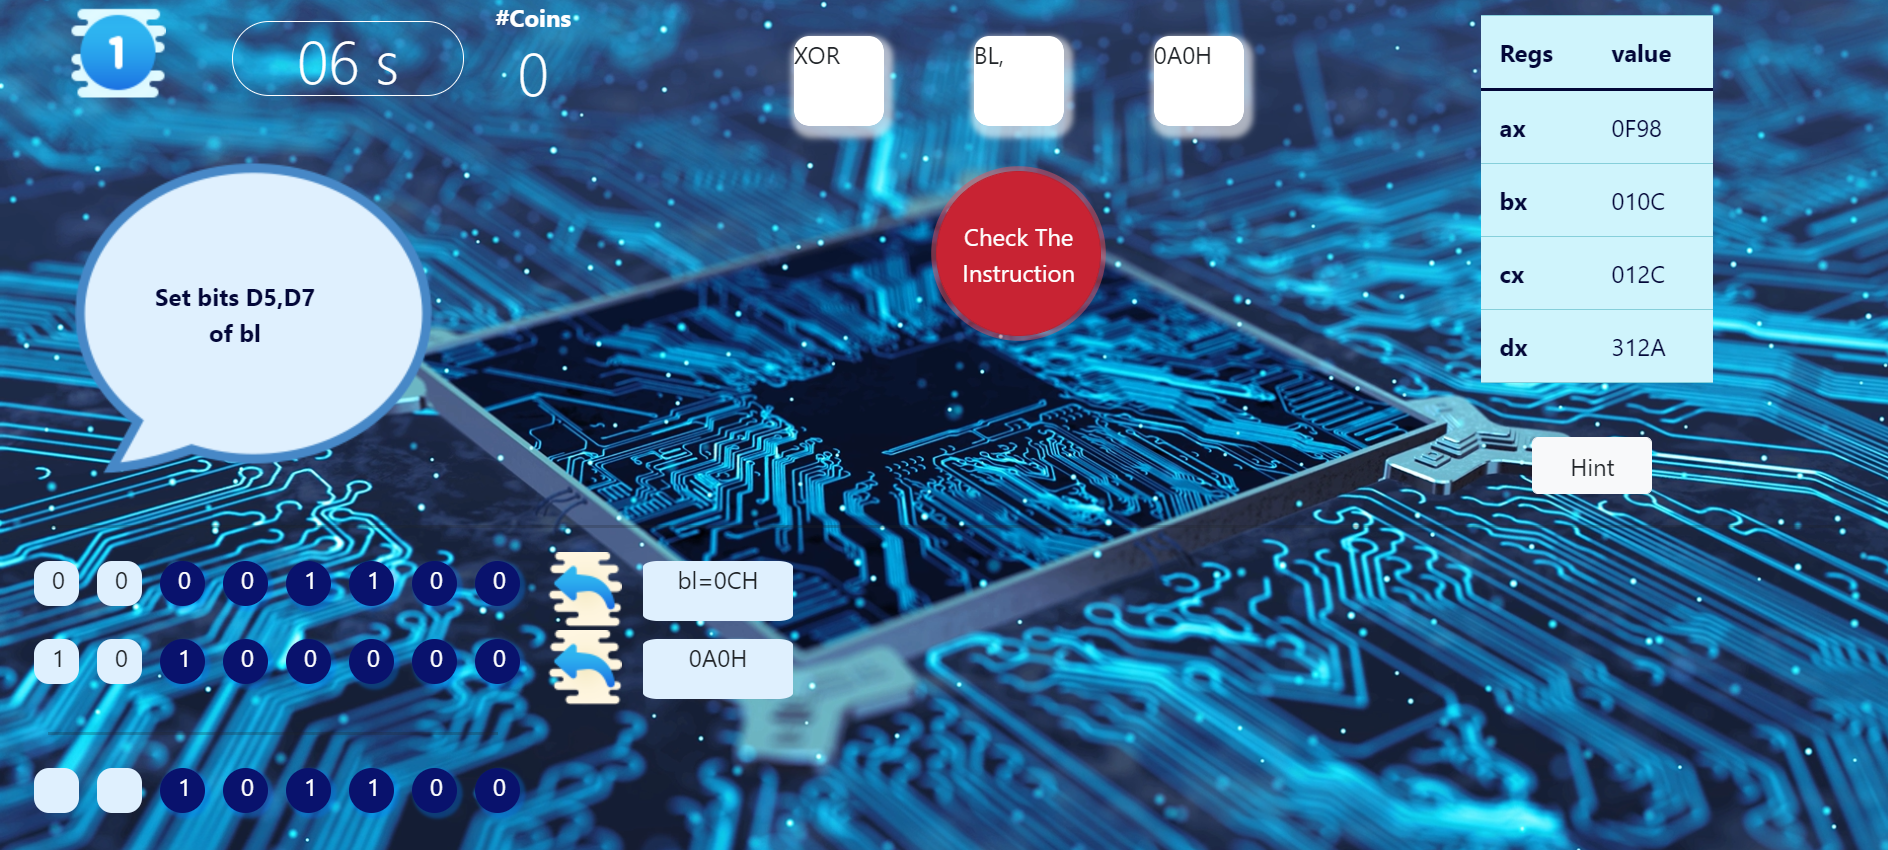 1
06 s
#Coins
0
XOR
BL,
0A0H
Regs value
ax 0F98
bx 010C
cx 012C
dx 312A
Check The
Instruction
Set bits D5,D7
of bl
Hint
0 0 0 0 1 1 0 0
bl=0CH
1 0 1 0 0 0 0 0
0A0H
1 0 1 1 0 0